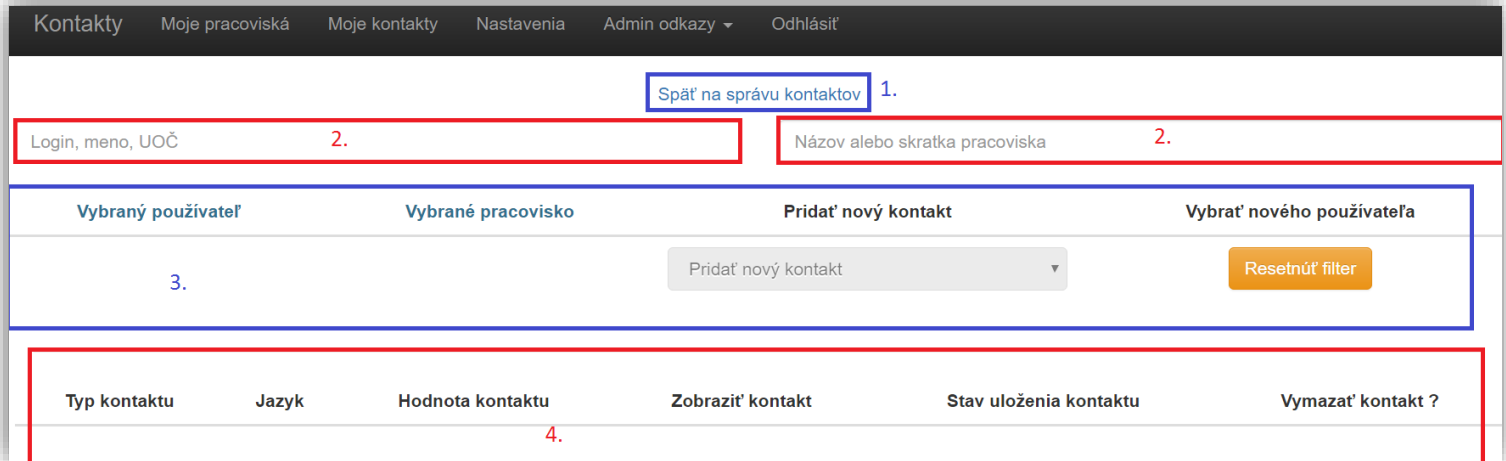 Kontakty Moje pracoviská Moje kontakty Nastavenia Admin odkazy Odhlásiť
Späť na správu kontaktov 1.
Login, meno, UOČ 2. Názov alebo skratka pracoviska 2.
Vybraný používateľ Vybrané pracovisko Pridať nový kontakt Vybrať nového používateľa
3. Pridať nový kontakt Resetnúť filter
Typ kontaktu Jazyk Hodnota kontaktu Zobraziť kontakt Stav uloženia kontaktu Vymazať kontakt ?
4.